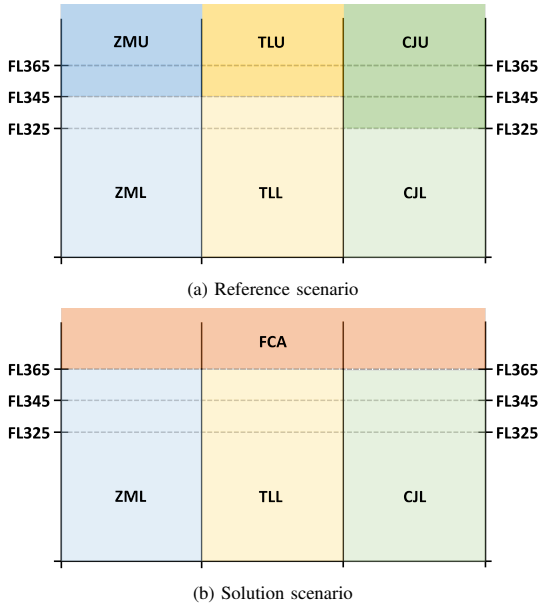 ZMU TLU CJU
FL365 FL365
FL345 FL345
FL325 FL325
ZML TLL CJL
(a) Reference scenario
FCA
FL365 FL365
FL345 FL345
FL325 FL325
ZML TLL CJL
(b) Solution scenario